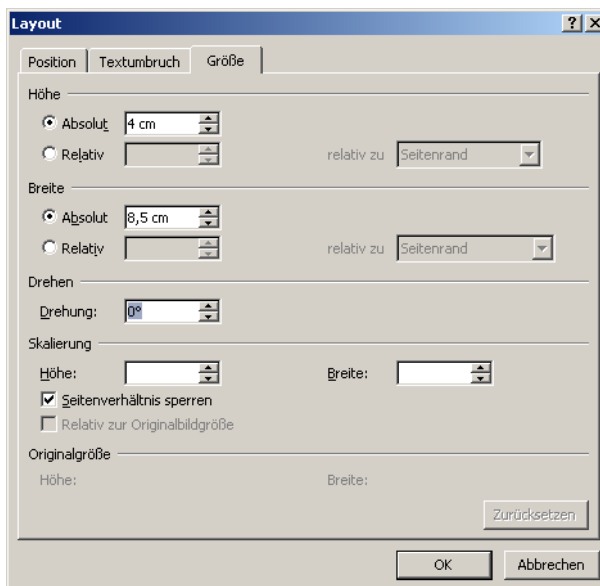 Layout
Position Textumbruch Größe
Höhe
Absolut 4 cm
Relativ relativ zu Seitenrand
Breite
Absolut 8,5 cm
Relativ relativ zu Seitenrand
Drehen
Drehung: 0°
Skalierung
Höhe: Breite:
Seitenverhältnis sperren
Relativ zur Originalbildgröße
Originalgröße
Höhe: Breite:
Zurücksetzen
OK Abbrechen